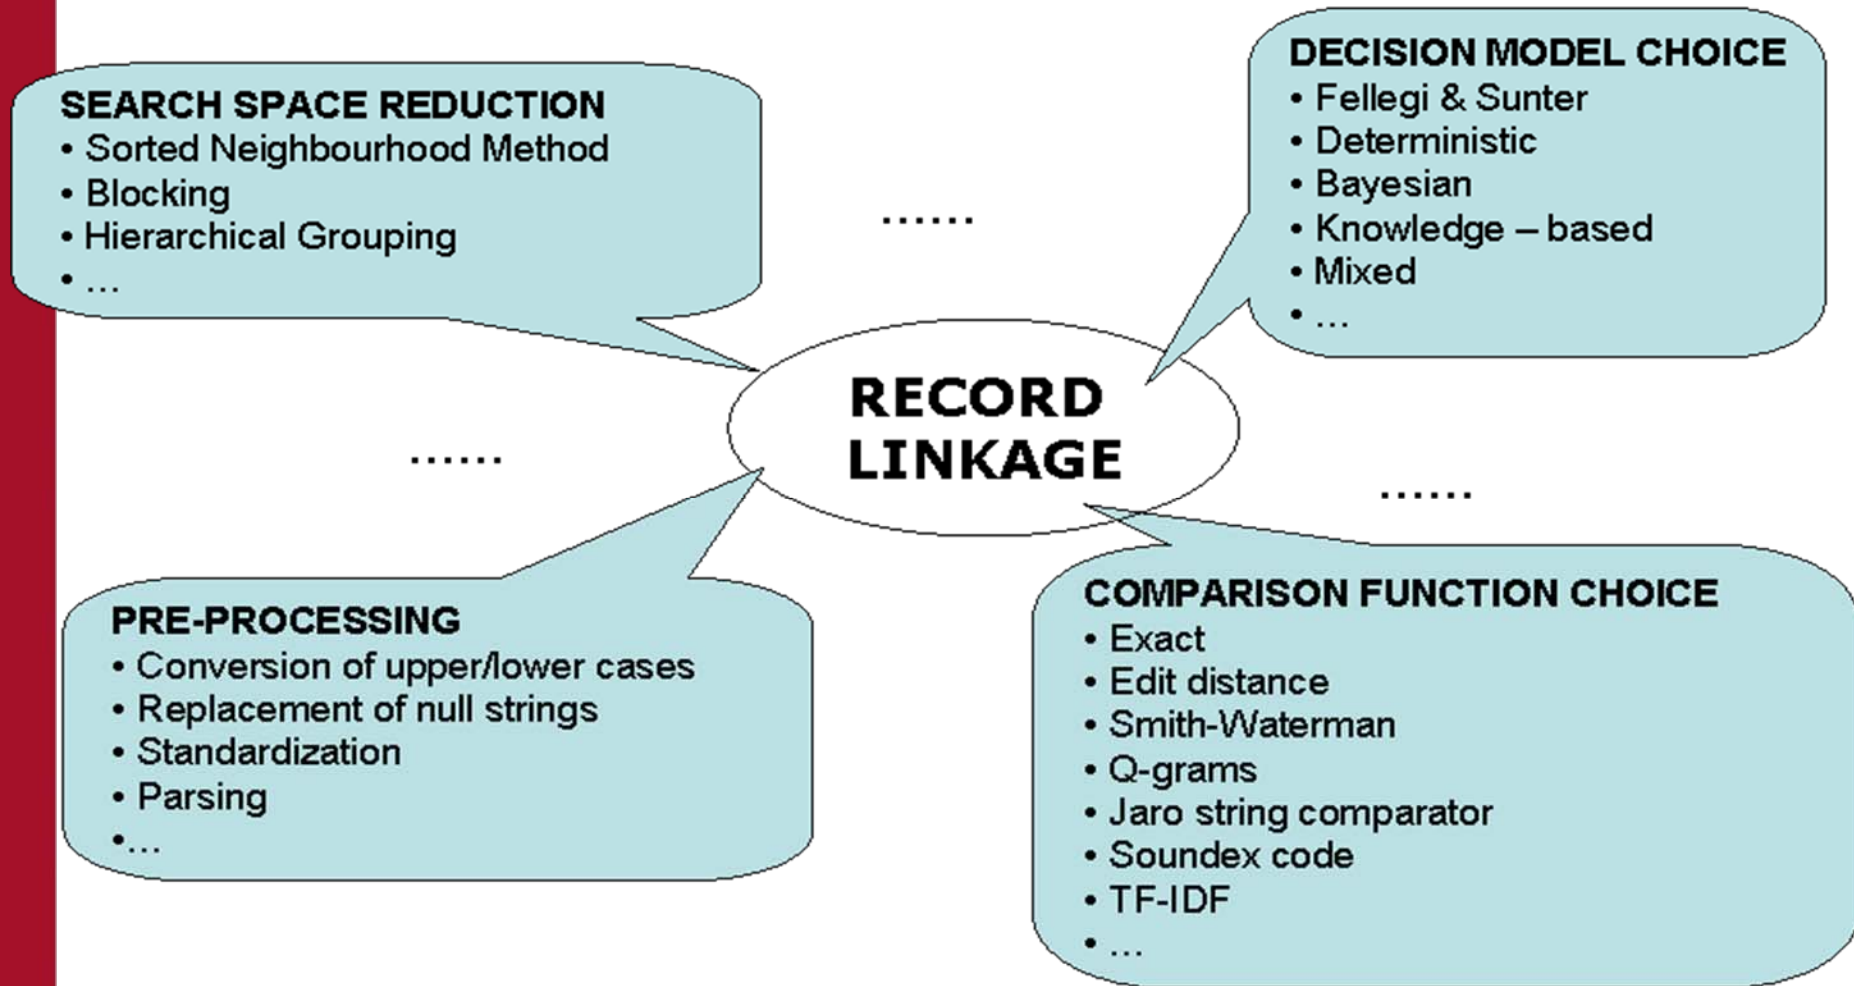 SEARCH SPACE REDUCTION
• Sorted Neighbourhood Method
• Blocking
• Hierarchical Grouping
• ...
......
DECISION MODEL CHOICE
• Fellegi & Sunter
• Deterministic
• Bayesian
• Knowledge – based
• Mixed
• ...
RECORD
LINKAGE
......
......
PRE-PROCESSING
• Conversion of upper/lower cases
• Replacement of null strings
• Standardization
• Parsing
•...
COMPARISON FUNCTION CHOICE
• Exact
• Edit distance
• Smith-Waterman
• Q-grams
• Jaro string comparator
• Soundex code
• TF-IDF
• ...